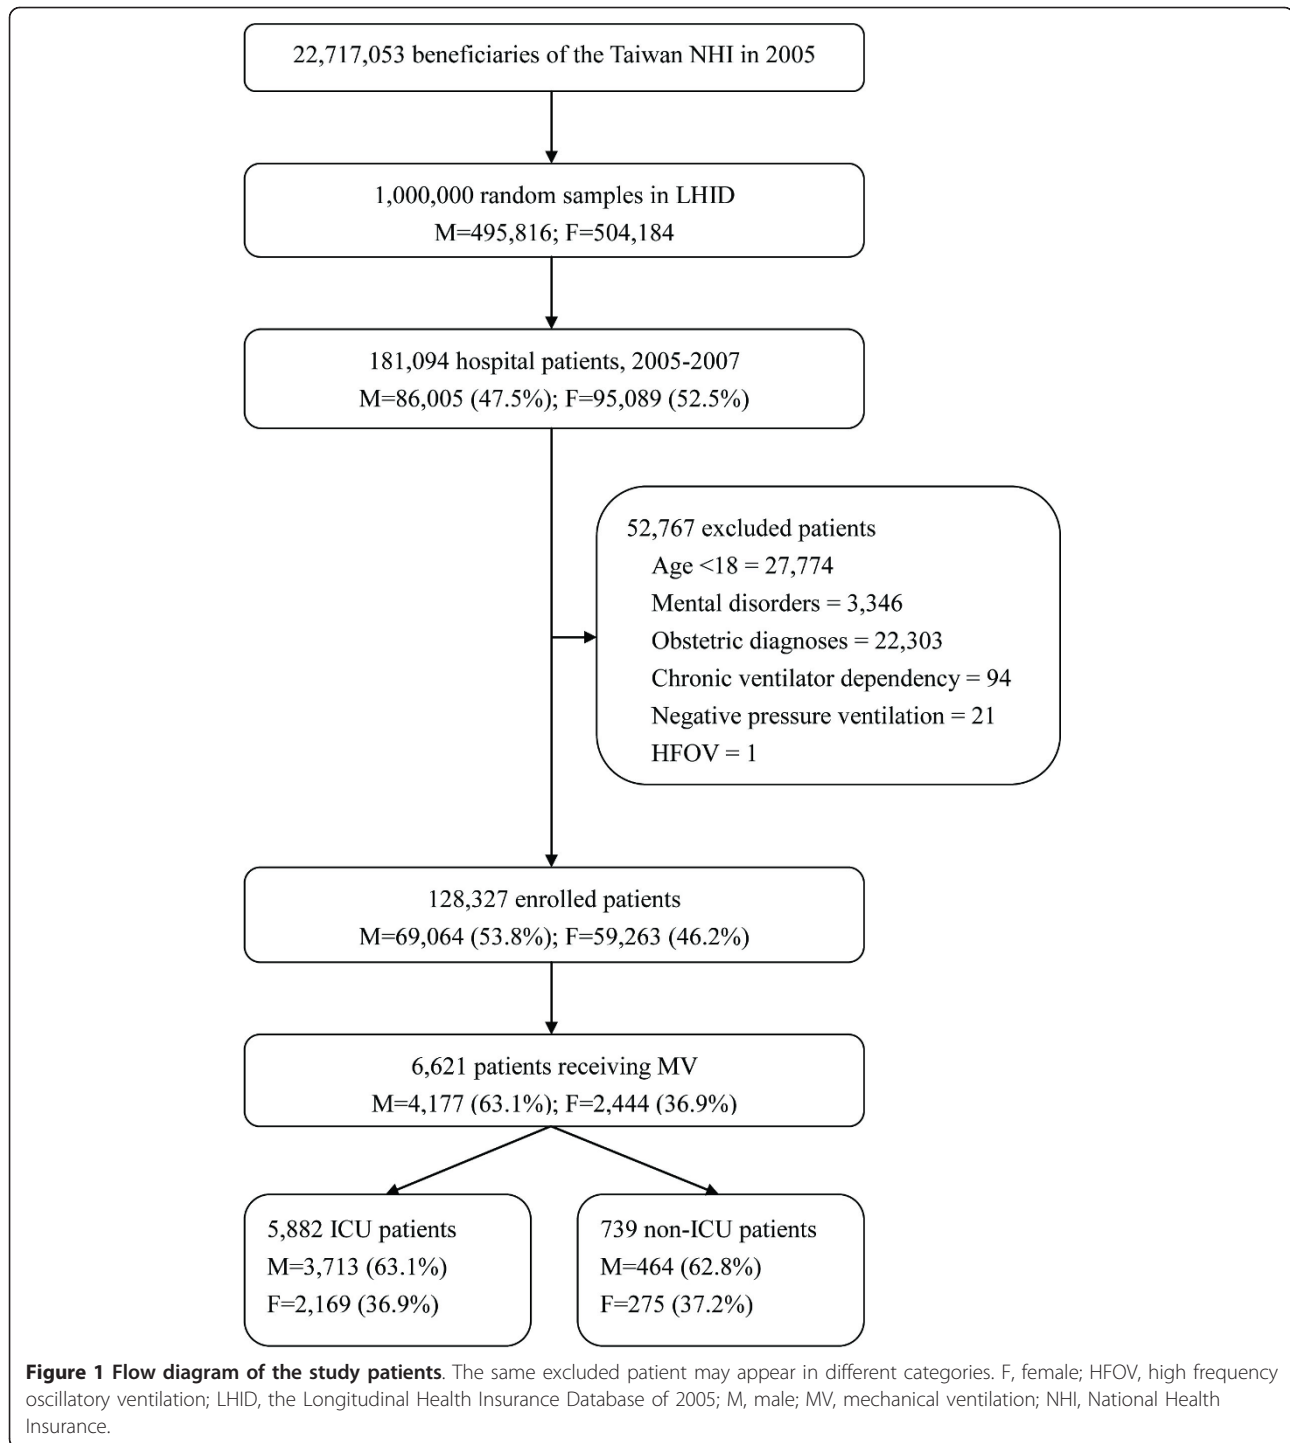 22,717,053 beneficiaries of the Taiwan NHI in 2005
1,000,000 random samples in LHID
M=495,816; F=504,184
181,094 hospital patients, 2005-2007
M=86,005 (47.5%); F=95,089 (52.5%)
52,767 excluded patients
Age <18 = 27,774
Mental disorders = 3,346
Obstetric diagnoses = 22,303
Chronic ventilator dependency = 94
Negative pressure ventilation = 21
HFOV = 1
128,327 enrolled patients
M=69,064 (53.8%); F=59,263 (46.2%)
6,621 patients receiving MV
M=4,177 (63.1%); F=2,444 (36.9%)
5,882 ICU patients
M=3,713 (63.1%)
F=2,169 (36.9%)
739 non-ICU patients
M=464 (62.8%)
F=275 (37.2%)
Figure 1 Flow diagram of the study patients. The same excluded patient may appear in different categories. F, female; HFOV, high frequency
oscillatory ventilation; LHID, the Longitudinal Health Insurance Database of 2005; M, male; MV, mechanical ventilation; NHI, National Health
Insurance.